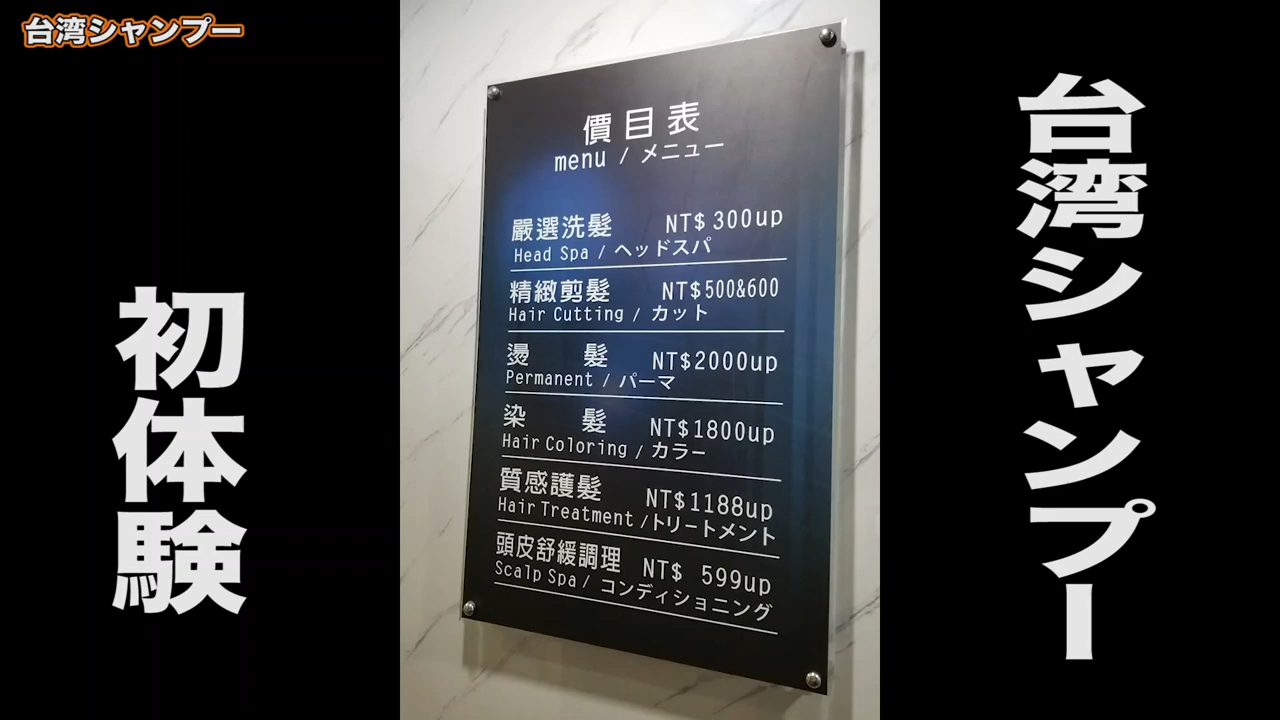 台湾シャンプー
台湾シャンプー
初体験
價目表
menu / メニュー
嚴選洗髮 NT$ 300up
Head Spa / ヘッドスパ
精緻剪髮 NT$500&600
Hair Cutting / カット
燙 髮 NT$2000up
Permanent / パーマ
染 髮 NT$1800up
Hair Coloring / カラー
質感護髮 NT$1188up
Hair Treatment /トリートメント
頭皮舒緩調理 NT$ 599up
Scalp Spa / コンディショニング